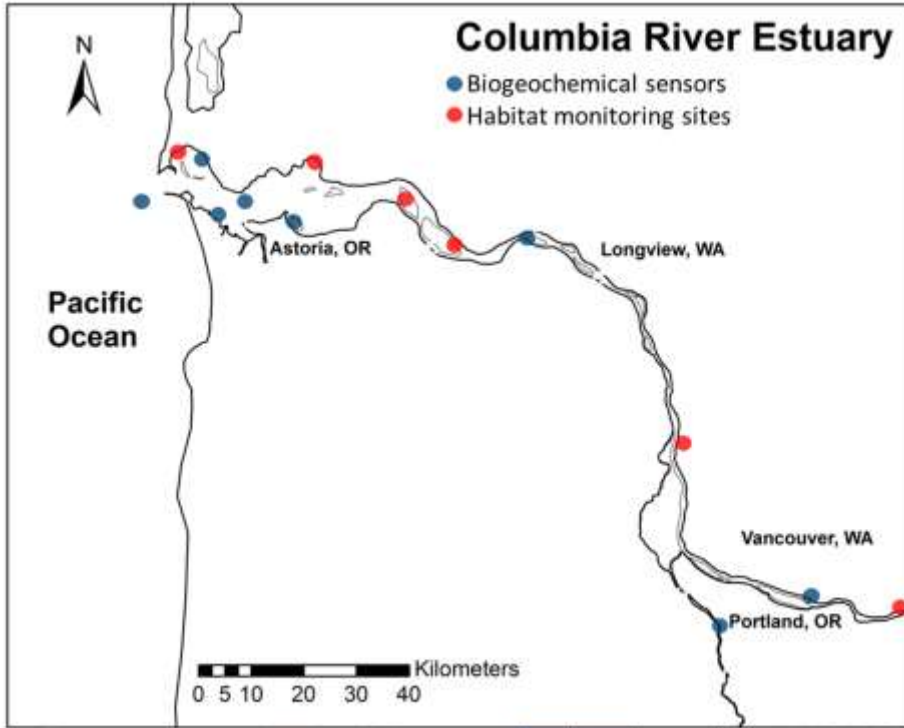 Columbia River Estuary
N
Biogeochemical sensors
Habitat monitoring sites
Astoria, OR
Longview, WA
Pacific
Ocean
Vancouver, WA
Portland, OR
Kilometers
0 5 10 20 30 40